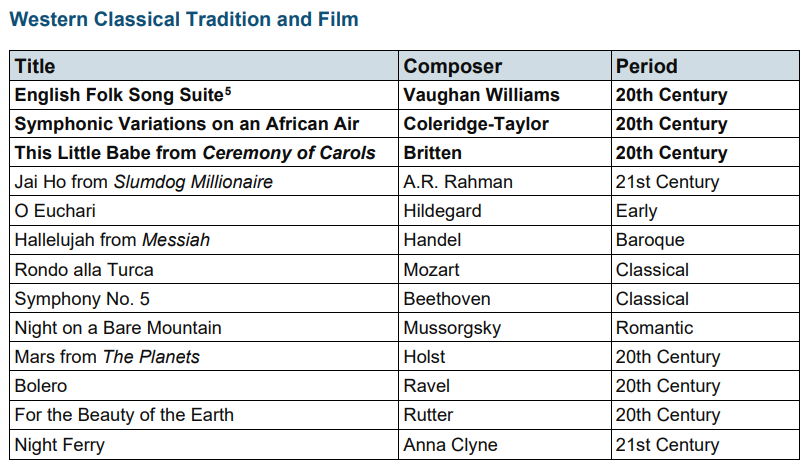 Western Classical Tradition and Film
Title Composer Period
English Folk Song Suite⁵ Vaughan Williams 20th Century
Symphonic Variations on an African Air Coleridge-Taylor 20th Century
This Little Babe from Ceremony of Carols Britten 20th Century
Jai Ho from Slumdog Millionaire A.R. Rahman 21st Century
O Euchari Hildegard Early
Hallelujah from Messiah Handel Baroque
Rondo alla Turca Mozart Classical
Symphony No. 5 Beethoven Classical
Night on a Bare Mountain Mussorgsky Romantic
Mars from The Planets Holst 20th Century
Bolero Ravel 20th Century
For the Beauty of the Earth Rutter 20th Century
Night Ferry Anna Clyne 21st Century